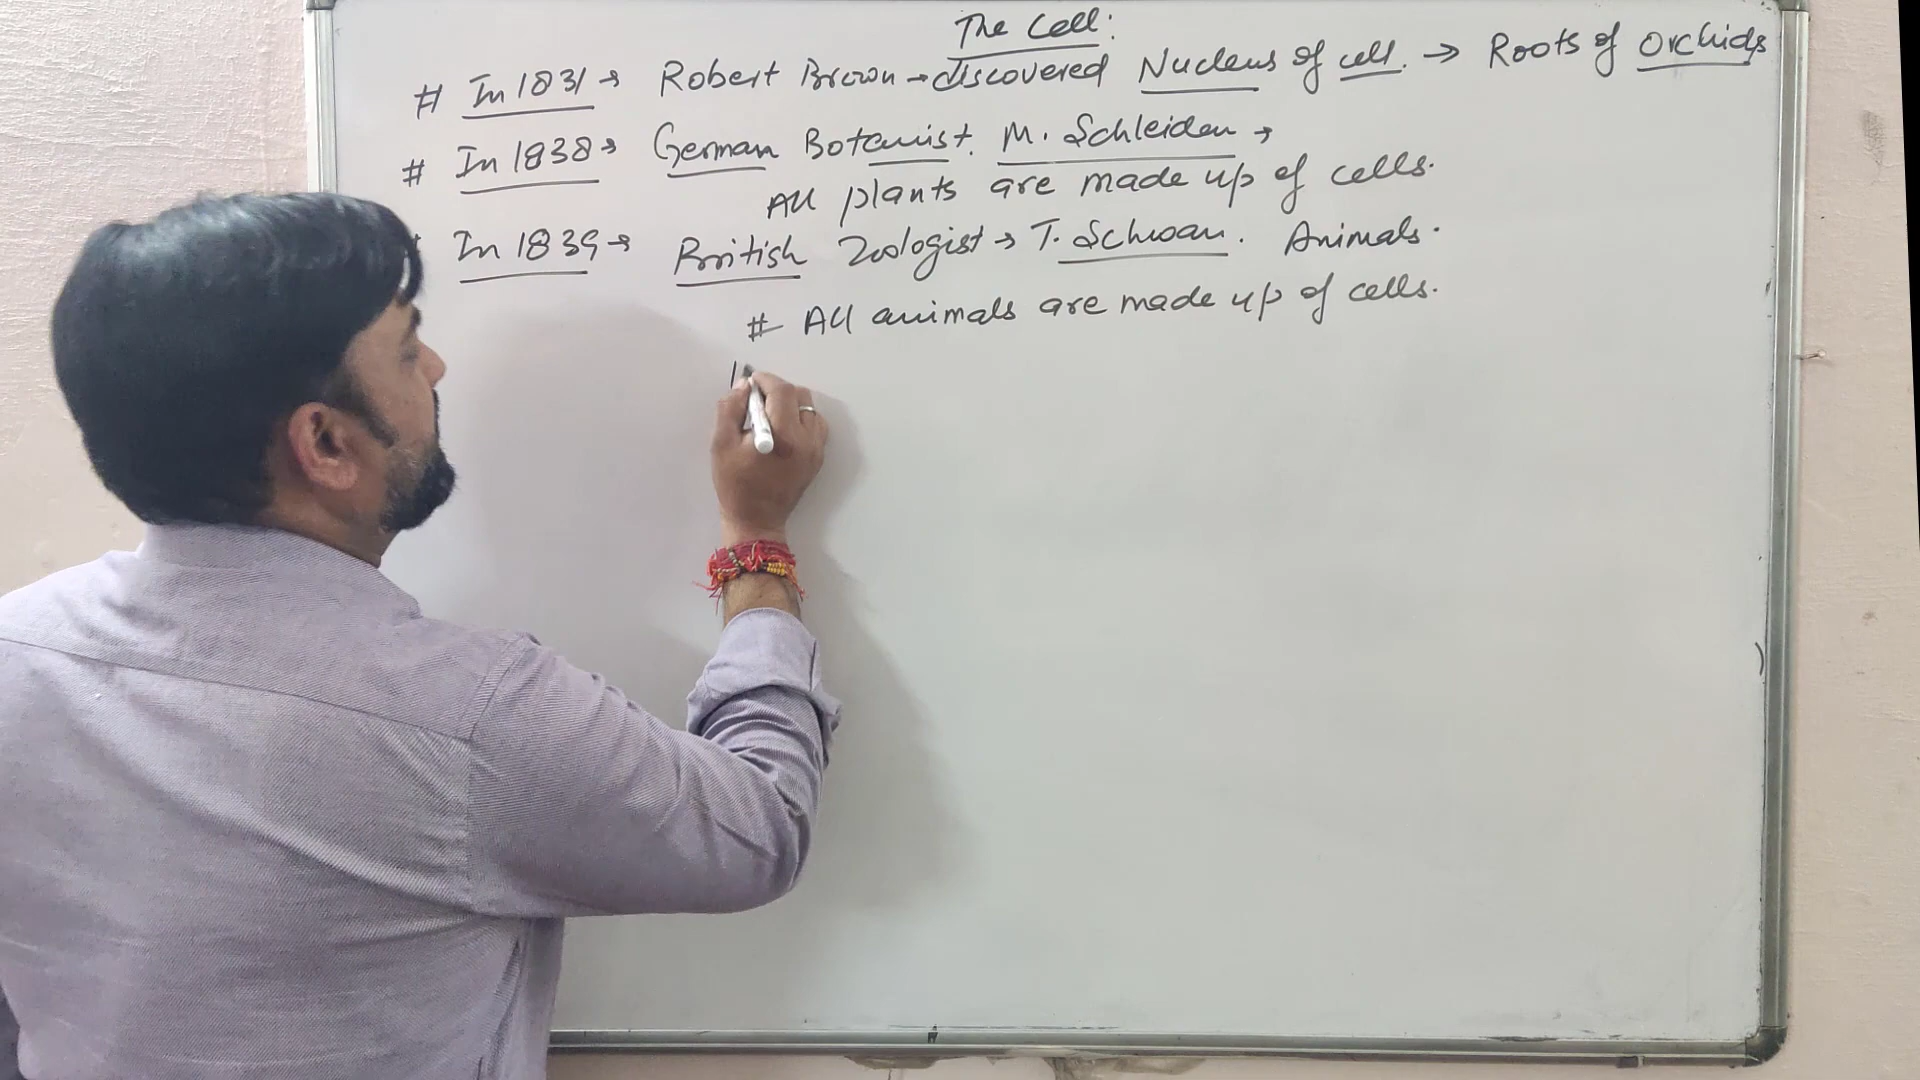 The Cell:
# In 1831 → Robert Brown → discovered Nucleus of cell. → Roots of Orchids
# In 1838 → German Botanist. M. Schleiden →
All plants are made up of cells.
In 1839 → British Zoologist → T. Schwan. Animals.
# All animals are made up of cells.